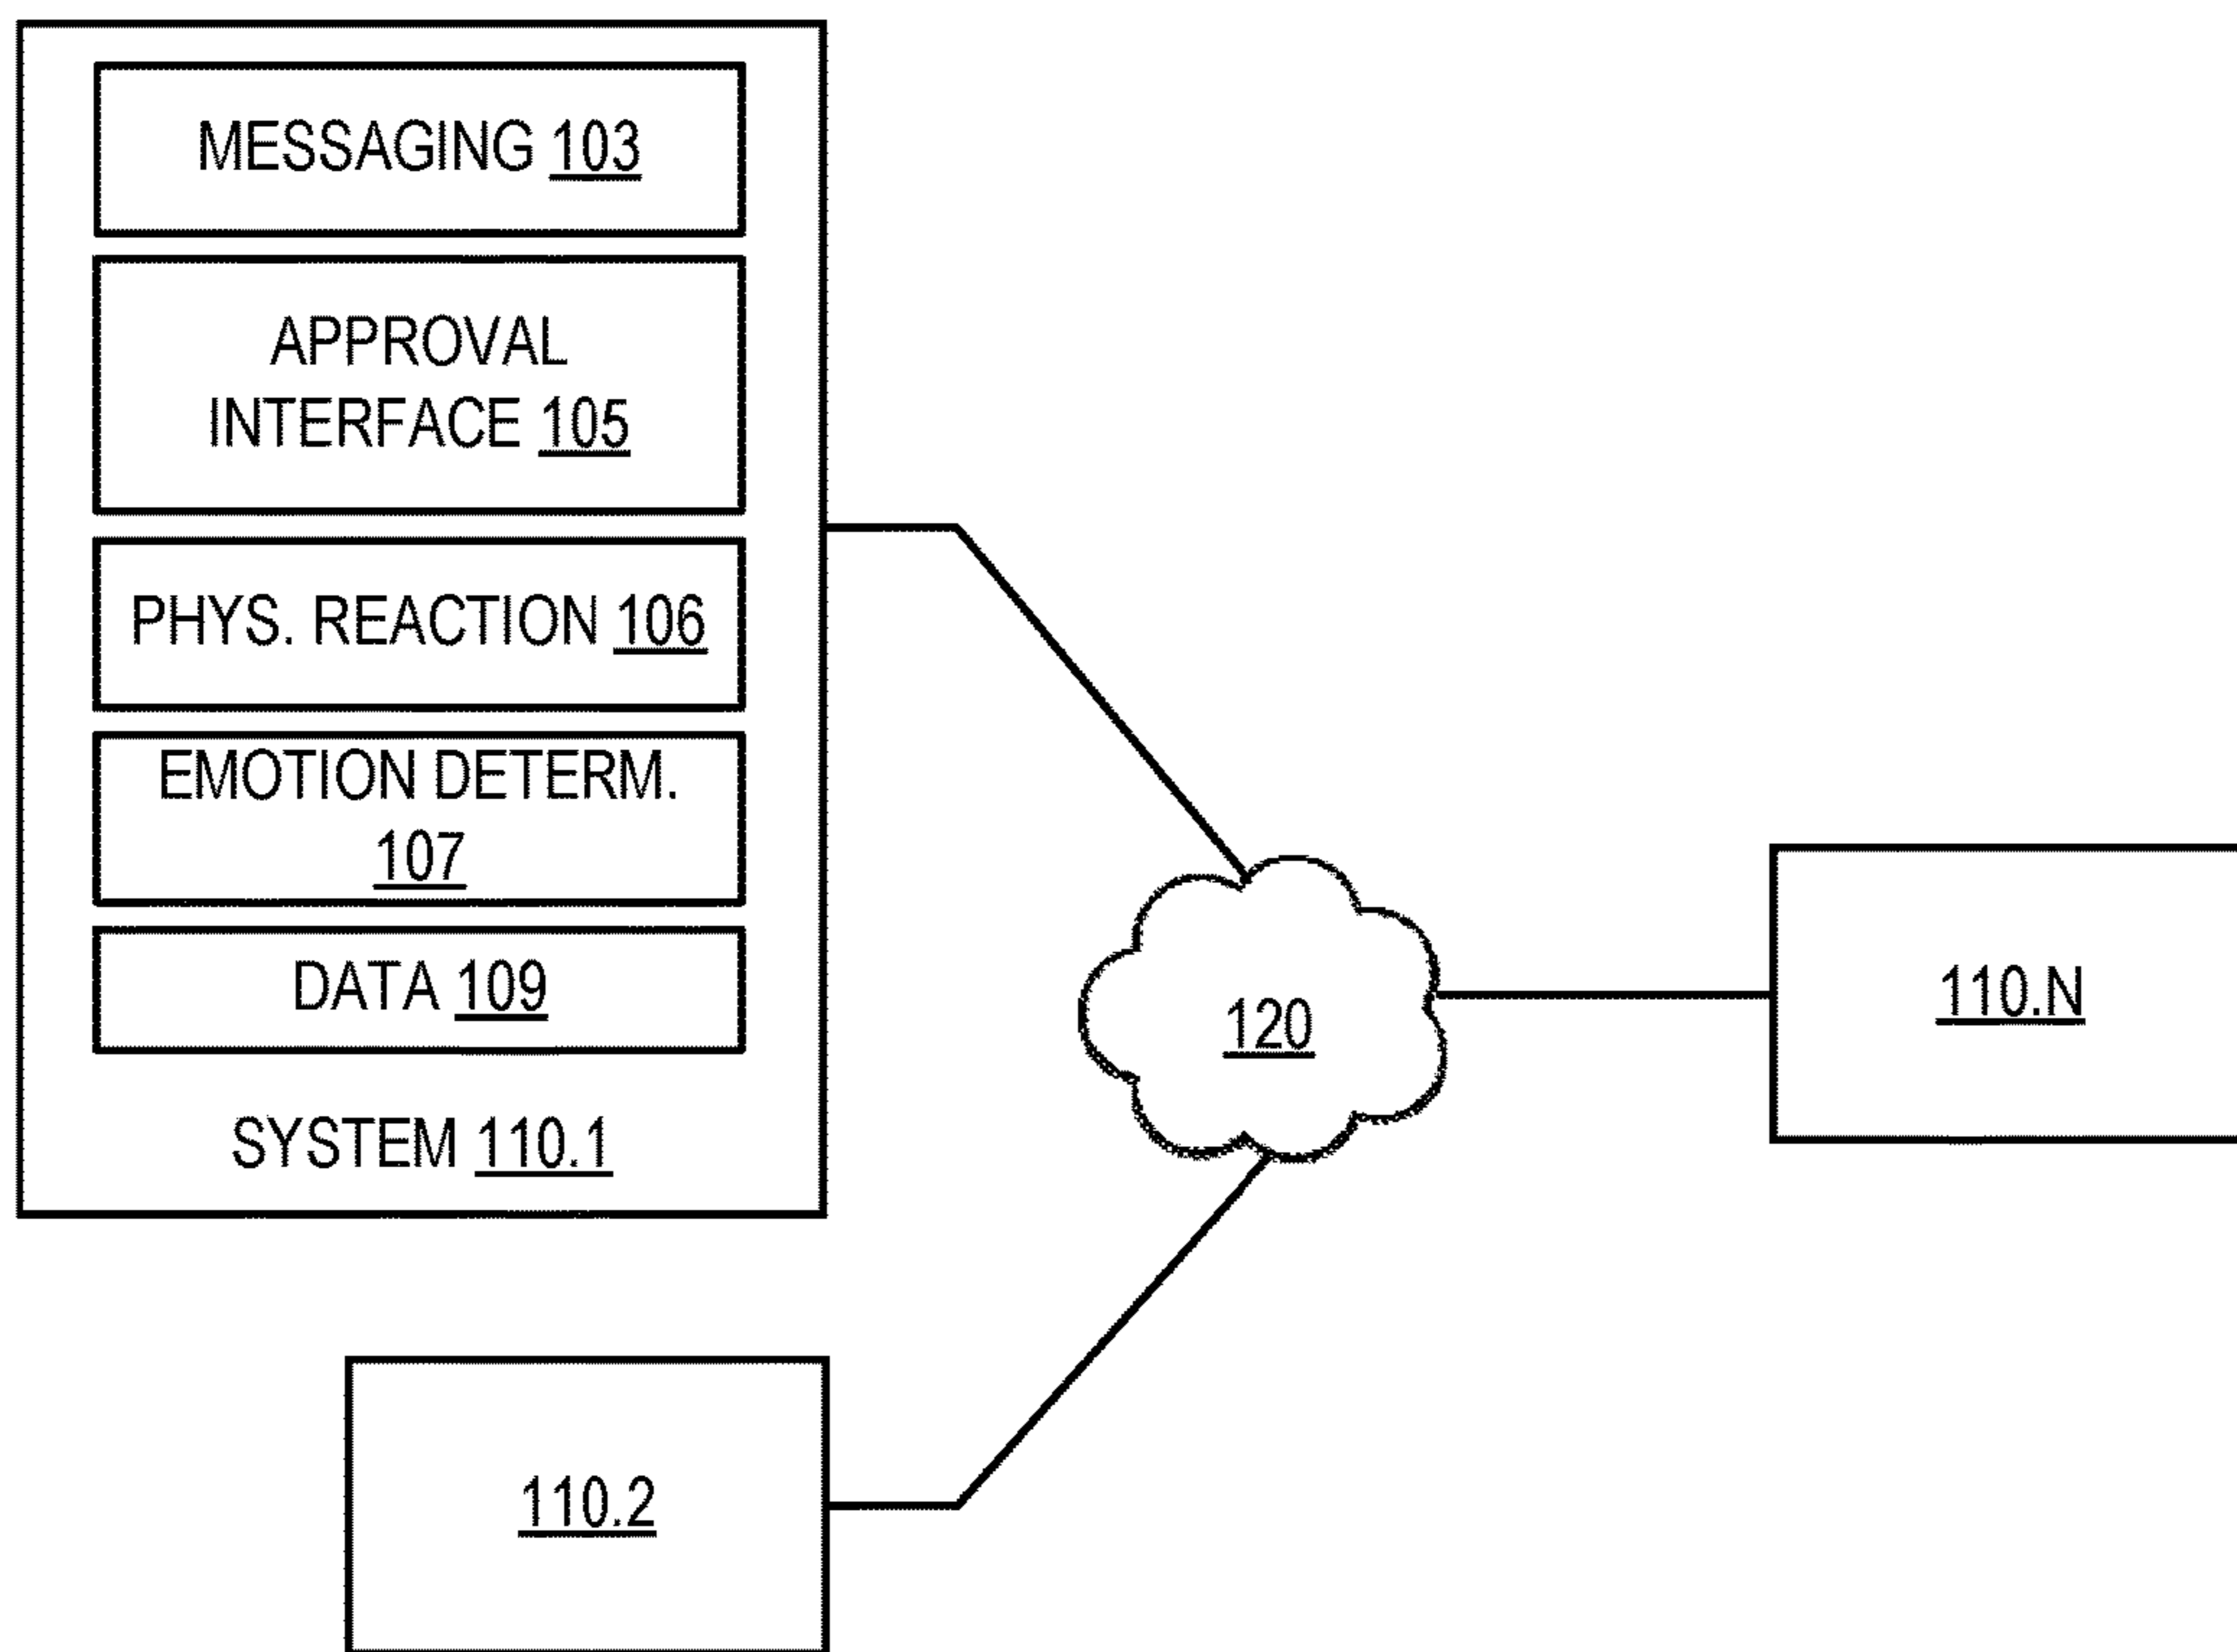 MESSAGING 103
APPROVAL
INTERFACE 105
PHYS. REACTION 106
EMOTION DETERM.
107
DATA 109
SYSTEM 110.1
120
110.N
110.2